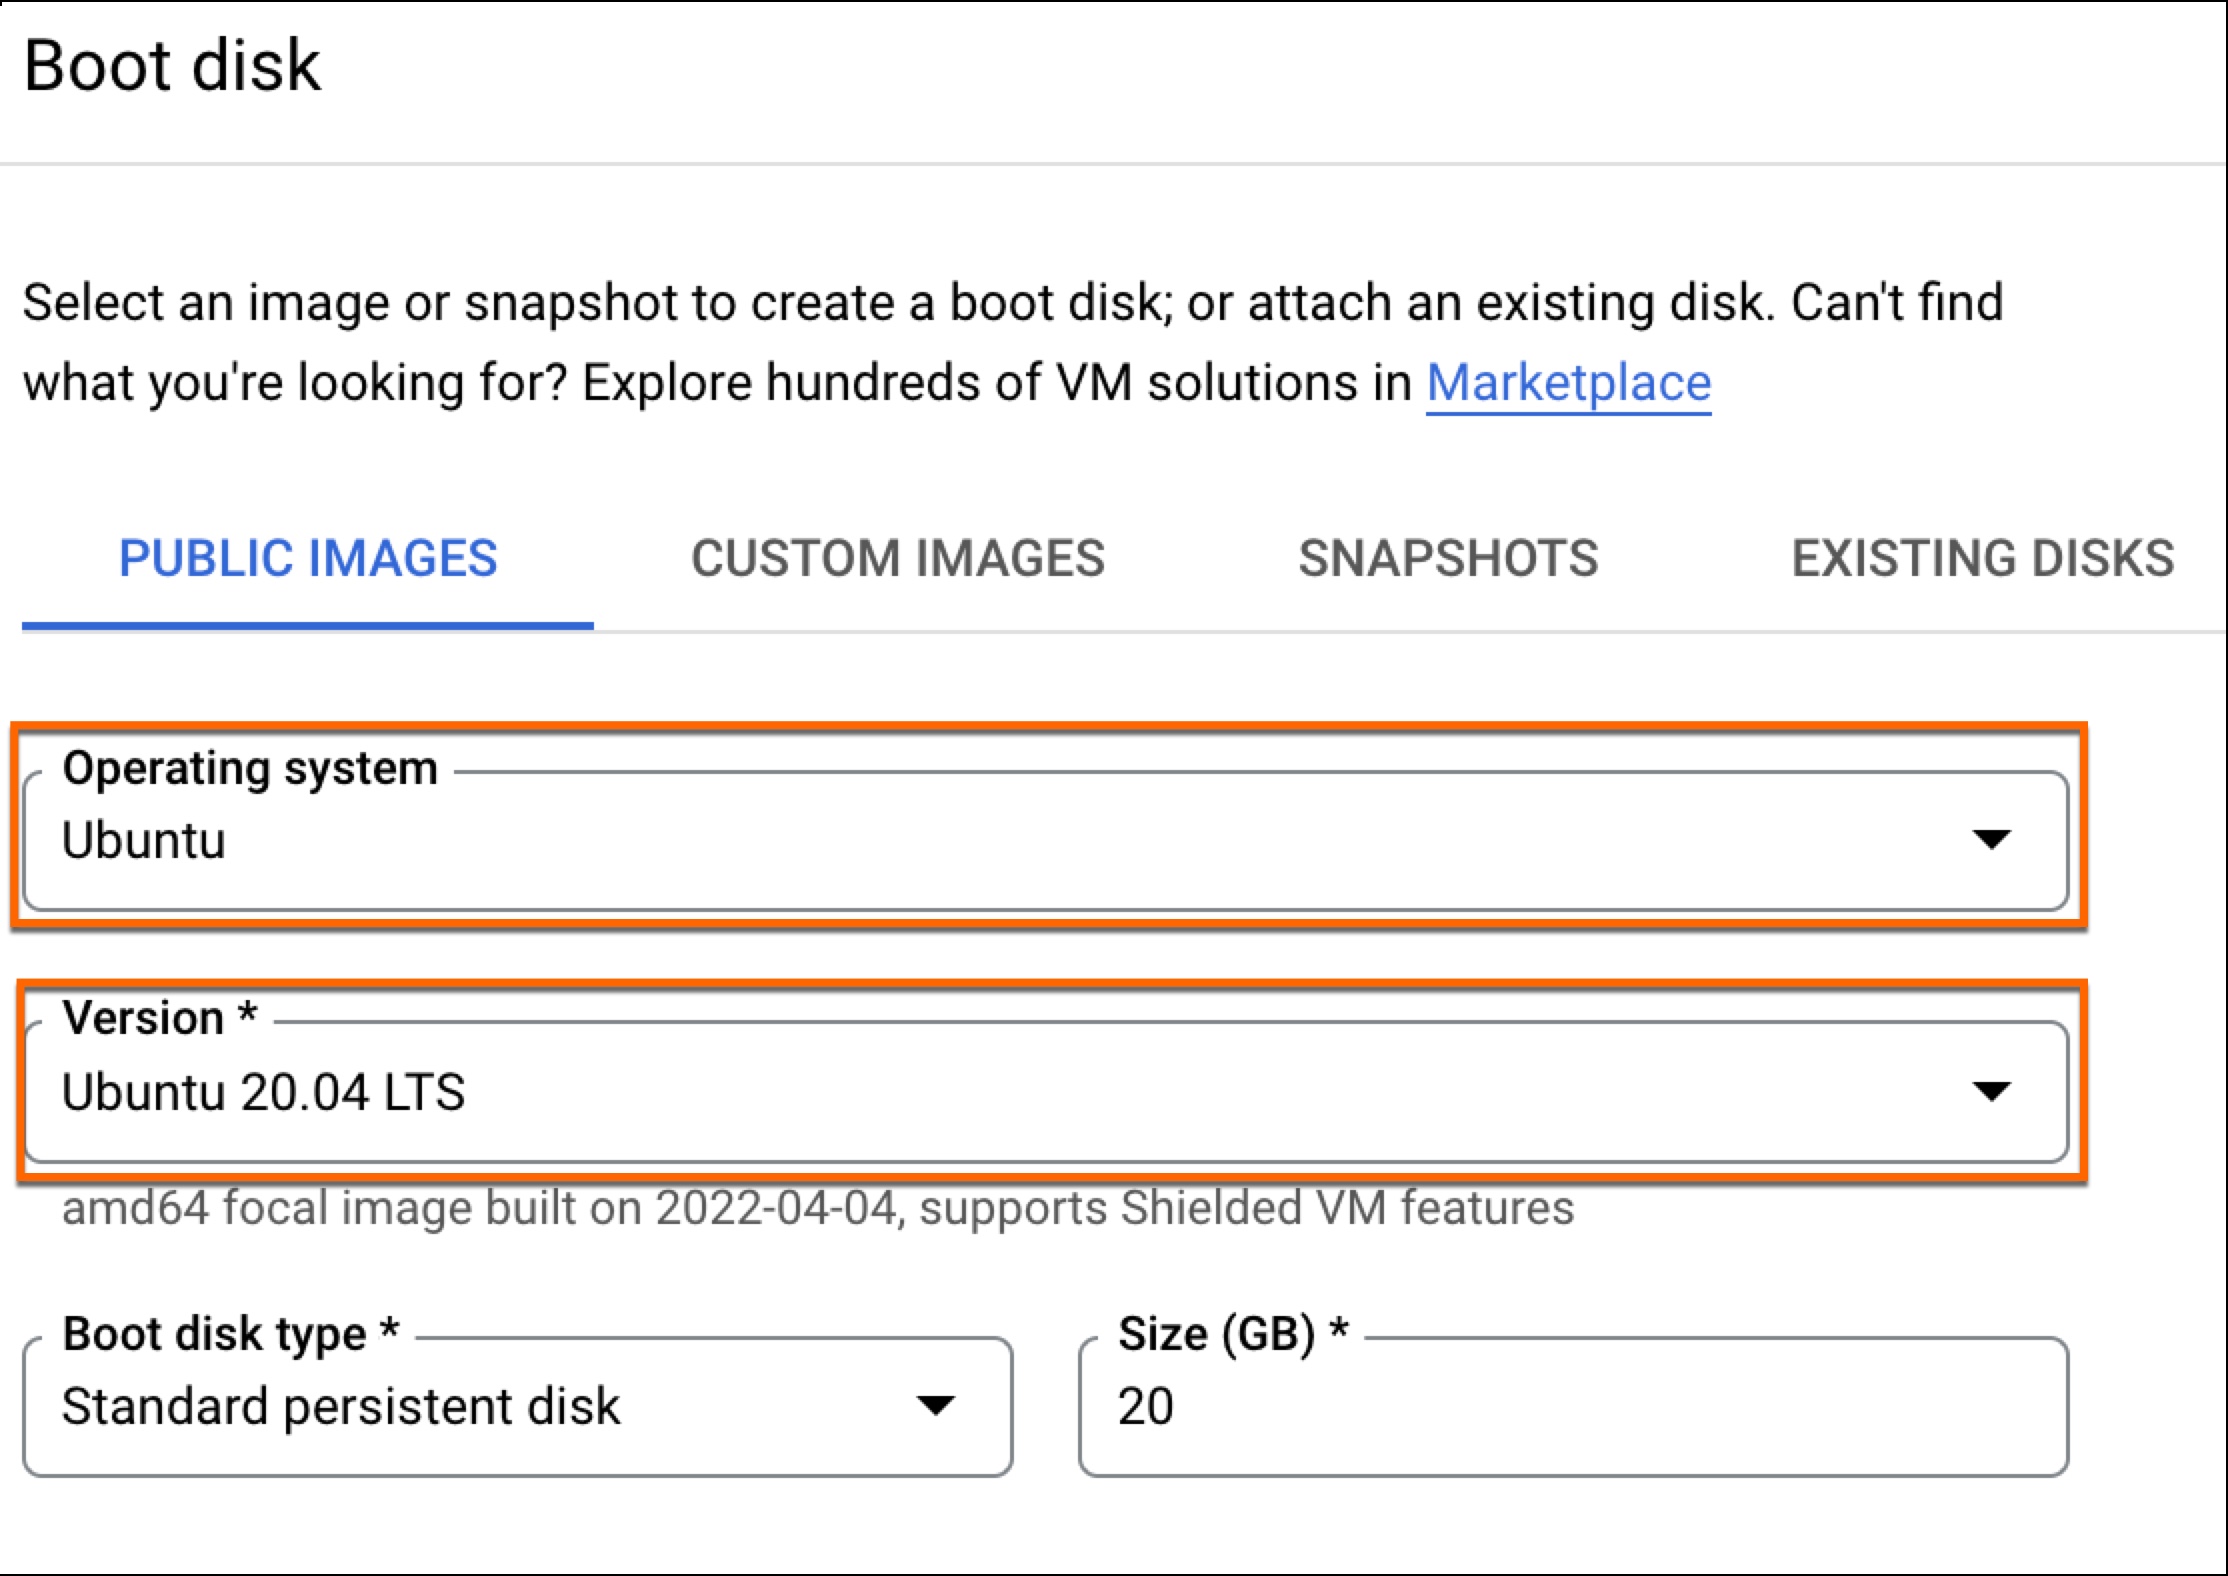 Boot disk
Select an image or snapshot to create a boot disk; or attach an existing disk. Can't find
what you're looking for? Explore hundreds of VM solutions in Marketplace
PUBLIC IMAGES CUSTOM IMAGES SNAPSHOTS EXISTING DISKS
Operating system
Ubuntu
Version *
Ubuntu 20.04 LTS
amd64 focal image built on 2022-04-04, supports Shielded VM features
Boot disk type *
Standard persistent disk
Size (GB) *
20